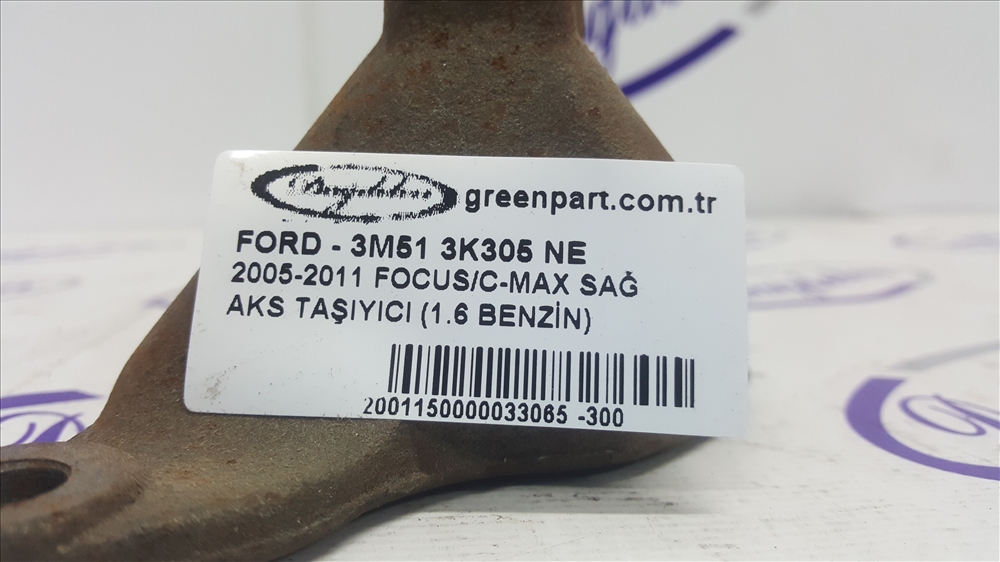 greenpart.com.tr
FORD - 3M51 3K305 NE
2005-2011 FOCUS/C-MAX SAĞ
AKS TAŞIYICI (1.6 BENZİN)
2001150000033065 -300